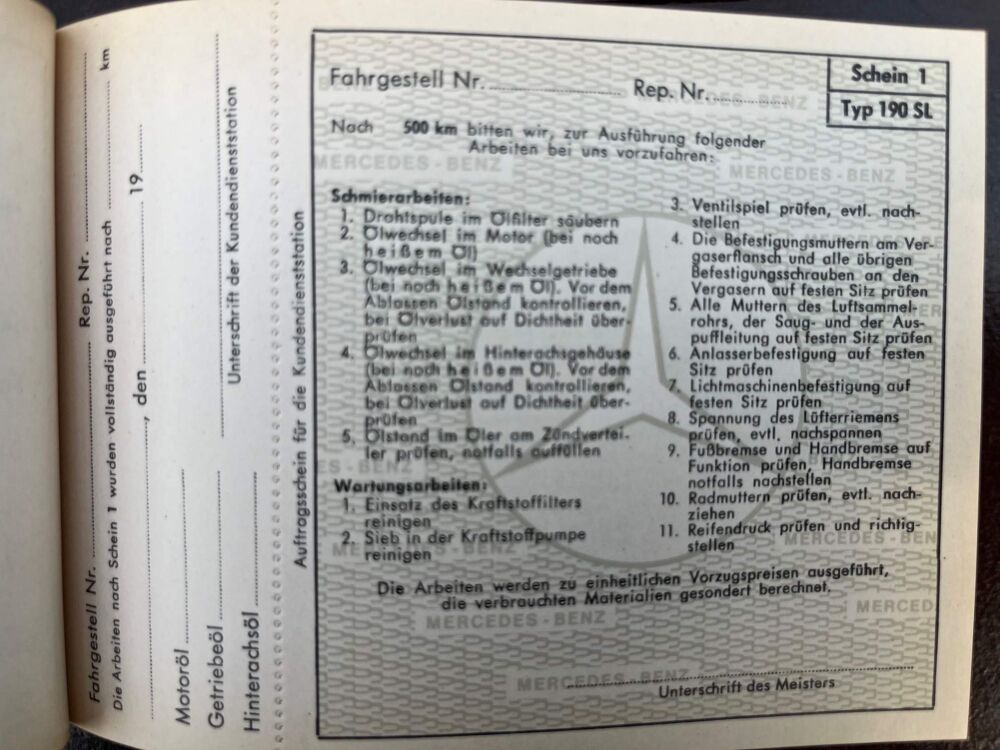 Fahrgestell Nr. Rep. Nr.
Die Arbeiten nach Schein 1 wurden vollständig ausgeführt nach km
, den 19
Motoröl
Getriebeöl Unterschrift der Kundendienststation
Hinterachsöl
Auftragsschein für die Kundendienststation
Fahrgestell Nr. Rep. Nr.
Schein 1
Typ 190 SL
Nach 500 km bitten wir, zur Ausführung folgender
Arbeiten bei uns vorzufahren:
Schmierarbeiten:
1. Drahtspule im Ölfilter säubern
2. Ölwechsel im Motor (bei noch
heißem Öl)
3. Ölwechsel im Wechselgetriebe
(bei noch heißem Öl). Vor dem
Ablassen Ölstand kontrollieren,
bei Ölverlust auf Dichtheit über-
prüfen
4. Ölwechsel im Hinterachsgehäuse
(bei noch heißem Öl). Vor dem
Ablassen Ölstand kontrollieren,
bei Ölverlust auf Dichtheit über-
prüfen
5. Ölstand im Öler am Zündvertei-
ler prüfen, notfalls auffüllen
Wartungsarbeiten:
1. Einsatz des Kraftstoffilters
reinigen
2. Sieb in der Kraftstoffpumpe
reinigen
3. Ventilspiel prüfen, evtl. nach-
stellen
4. Die Befestigungsmuttern am Ver-
gaserflansch und alle übrigen
Befestigungsschrauben an den
Vergasern auf festen Sitz prüfen
5. Alle Muttern des Luftsammel-
rohrs, der Saug- und der Aus-
puffleitung auf festen Sitz prüfen
6. Anlasserbefestigung auf festen
Sitz prüfen
7. Lichtmaschinenbefestigung auf
festen Sitz prüfen
8. Spannung des Lüfterriemens
prüfen, evtl. nachspannen
9. Fußbremse und Handbremse auf
Funktion prüfen, Handbremse
notfalls nachstellen
10. Radmuttern prüfen, evtl. nach-
ziehen
11. Reifendruck prüfen und richtig-
stellen
Die Arbeiten werden zu einheitlichen Vorzugspreisen ausgeführt,
die verbrauchten Materialien gesondert berechnet.
Unterschrift des Meisters
MERCEDES-BENZ
MERCEDES-BENZ
MERCEDES-BENZ
MERCEDES-BENZ